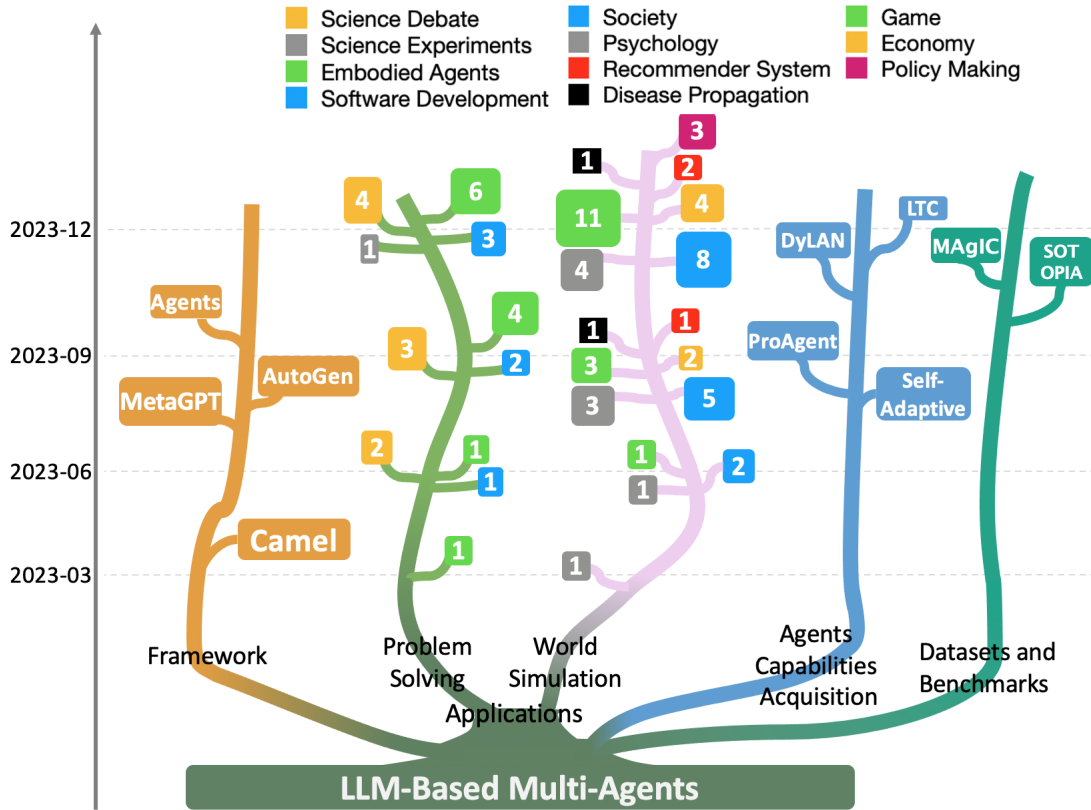 Science Debate
Science Experiments
Embodied Agents
Software Development
Society
Psychology
Recommender System
Disease Propagation
Game
Economy
Policy Making
2023-12
2023-09
2023-06
2023-03
Agents
AutoGen
MetaGPT
Camel
Framework
4
6
1
3
4
3
2
2
1
1
1
Problem
Solving
3
1
2
11
4
4
8
1
1
3
2
3
5
1
2
1
1
World
Simulation
Applications
LTC
DyLAN
ProAgent
Self-
Adaptive
Agents
Capabilities
Acquisition
MAgIC
SOT
OPIA
Datasets and
Benchmarks
LLM-Based Multi-Agents